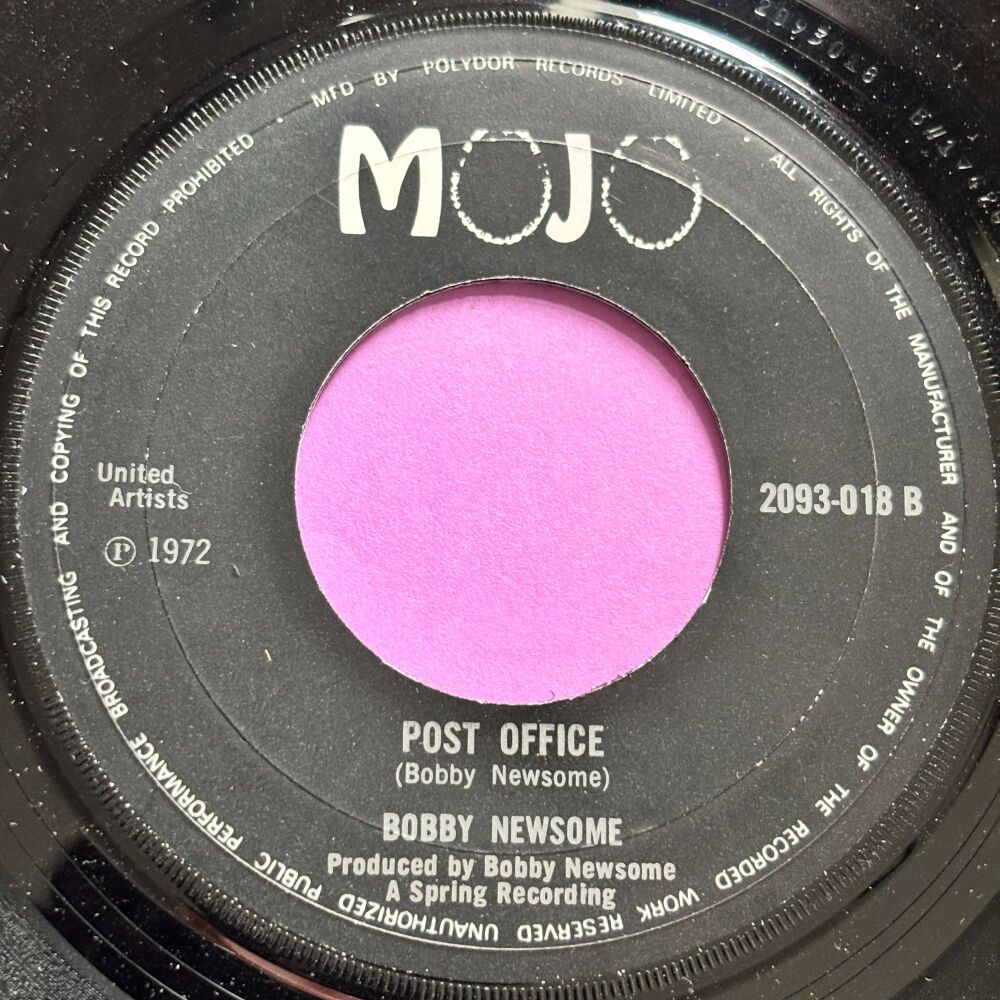 MFD BY POLYDOR RECORDS LIMITED • ALL RIGHTS OF THE MANUFACTURER AND OF THE OWNER OF THE RECORDED WORK RESERVED UNAUTHORIZED PUBLIC PERFORMANCE BROADCASTING AND COPYING OF THIS RECORD PROHIBITED
MOJO
United
Artists
2093-018 B
℗ 1972
POST OFFICE
(Bobby Newsome)
BOBBY NEWSOME
Produced by Bobby Newsome
A Spring Recording